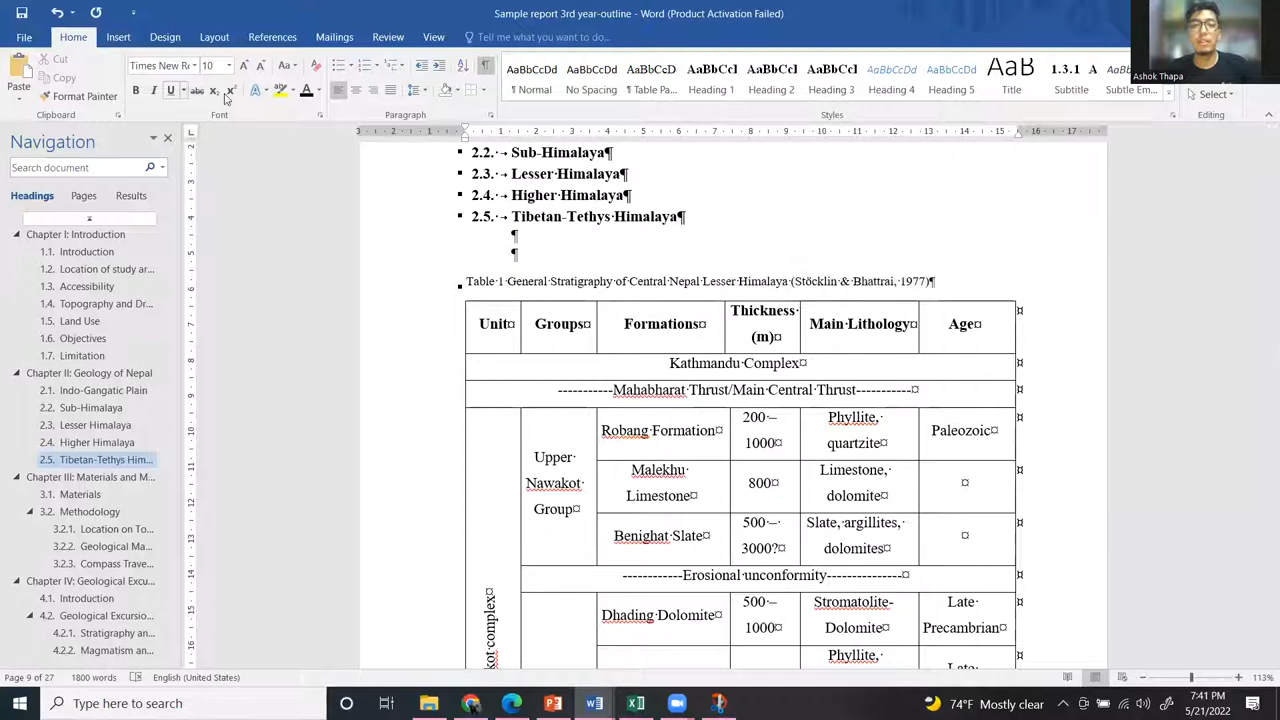 Sample report 3rd year-outline - Word (Product Activation Failed)
File Home Insert Design Layout References Mailings Review View Tell me what you want to do...
Ashok Thapa
Cut
Copy
Format Painter
Clipboard
Times New R 10
Font
Paragraph
AaBbCcDd Normal
AaBbCcDd No Spacing
AaBbCcD Table Pa...
AaBbCcI Heading 1
AaBbCcI Heading 2
AaBbCcI Heading 3
AaBbCcDd Heading 4
AaBbCcDd Heading 5
AaB Title
1.1.3 A Subtitle
AaBbCcDd Subtle Em...
Styles
Select
Editing
Navigation
Search document
Headings Pages Results
Chapter I: Introduction
1.1. Introduction
1.2. Location of study ar...
1.3. Accessibility
1.4. Topography and Dr...
1.5. Land Use
1.6. Objectives
1.7. Limitation
Chapter II: Geology of Nepal
2.1. Indo-Gangatic Plain
2.2. Sub-Himalaya
2.3. Lesser Himalaya
2.4. Higher Himalaya
2.5. Tibetan-Tethys Him...
Chapter III: Materials and M...
3.1. Materials
3.2. Methodology
3.2.1. Location on To...
3.2.2. Geological Ma...
3.2.3. Compass Trave...
Chapter IV: Geological Excu...
4.1. Introduction
4.2. Geological Excursio...
4.2.1. Stratigraphy an...
4.2.2. Magmatism an...
2.2. Sub-Himalaya¶
2.3. Lesser Himalaya¶
2.4. Higher Himalaya¶
2.5. Tibetan-Tethys Himalaya¶
Table 1 General Stratigraphy of Central Nepal Lesser Himalaya (Stöcklin & Bhattrai, 1977)¶
Unit Groups Formations Thickness (m) Main Lithology Age
Kathmandu Complex
-----------Mahabharat Thrust/Main Central Thrust-----------
Upper Nawakot Group
Robang Formation 200 – 1000 Phyllite, quartzite Paleozoic
Malekhu Limestone 800 Limestone, dolomite
Benighat Slate 500 – 3000? Slate, argillites, dolomites
------------Erosional unconformity---------------
Dhading Dolomite 500 – 1000 Stromatolite-Dolomite Late Precambrian
Phyllite,
Late
kot complex
Page 9 of 27 1800 words English (United States) 113%
Type here to search
74°F Mostly clear
7:41 PM
5/21/2022